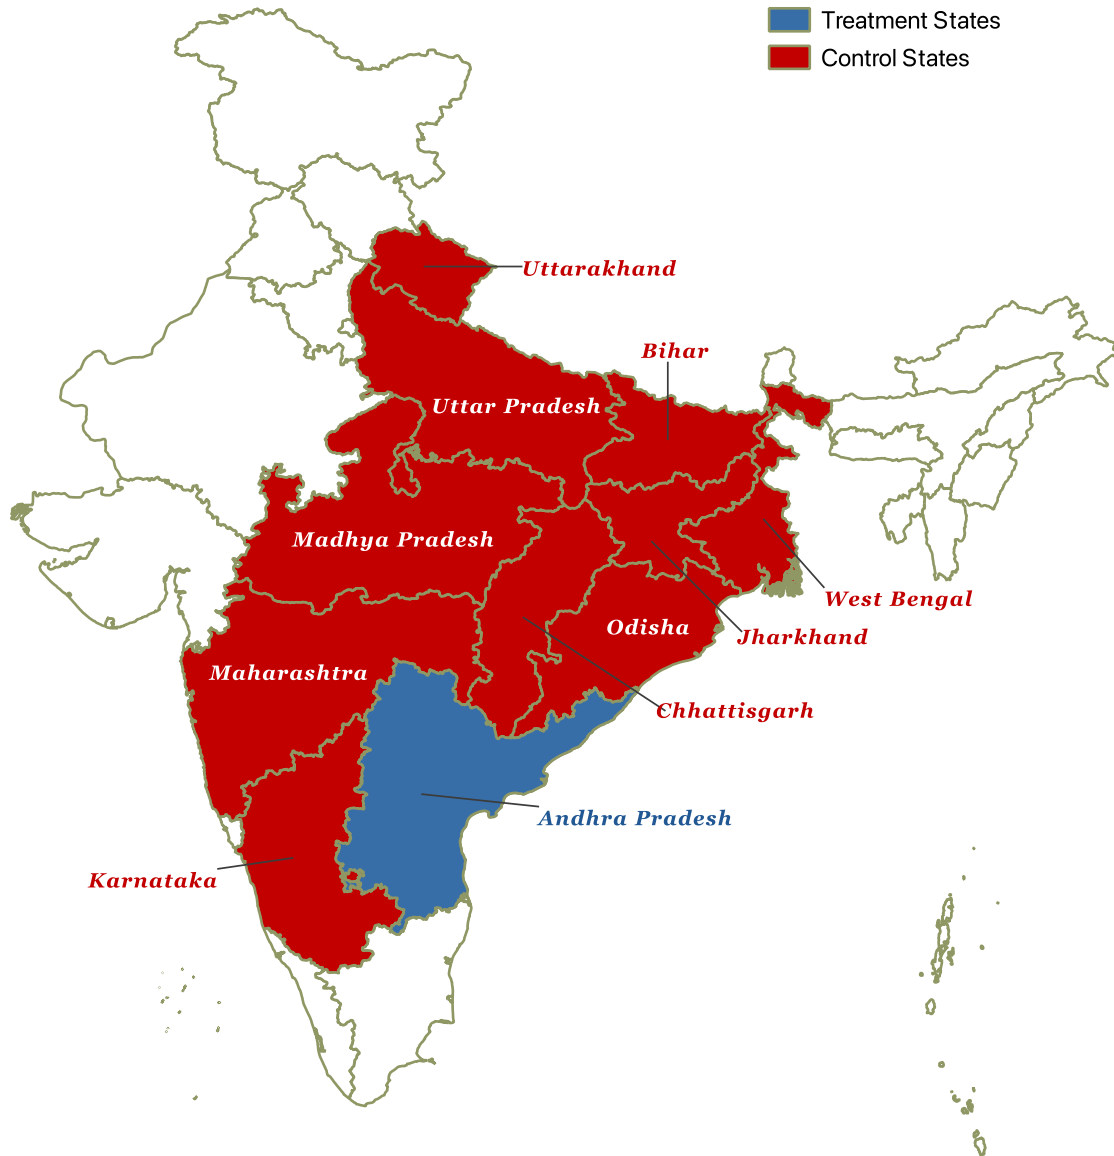 Treatment States
Control States
Uttarakhand
Bihar
Uttar Pradesh
Madhya Pradesh
West Bengal
Odisha
Jharkhand
Maharashtra
Chhattisgarh
Andhra Pradesh
Karnataka